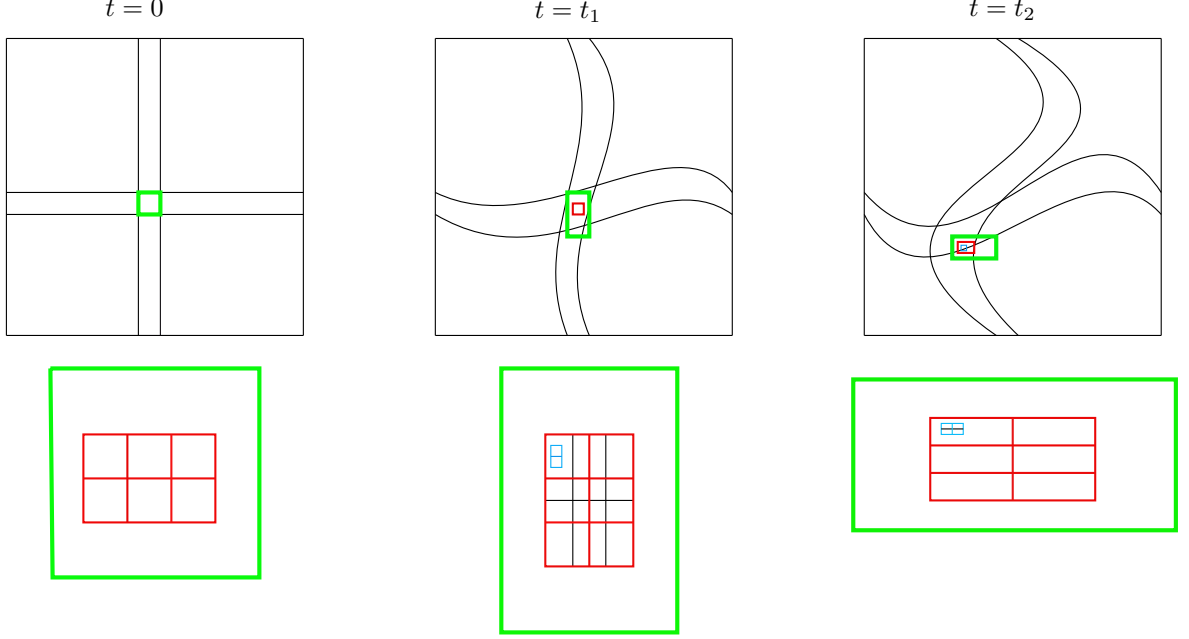 t = 0
t = t₁
t = t₂